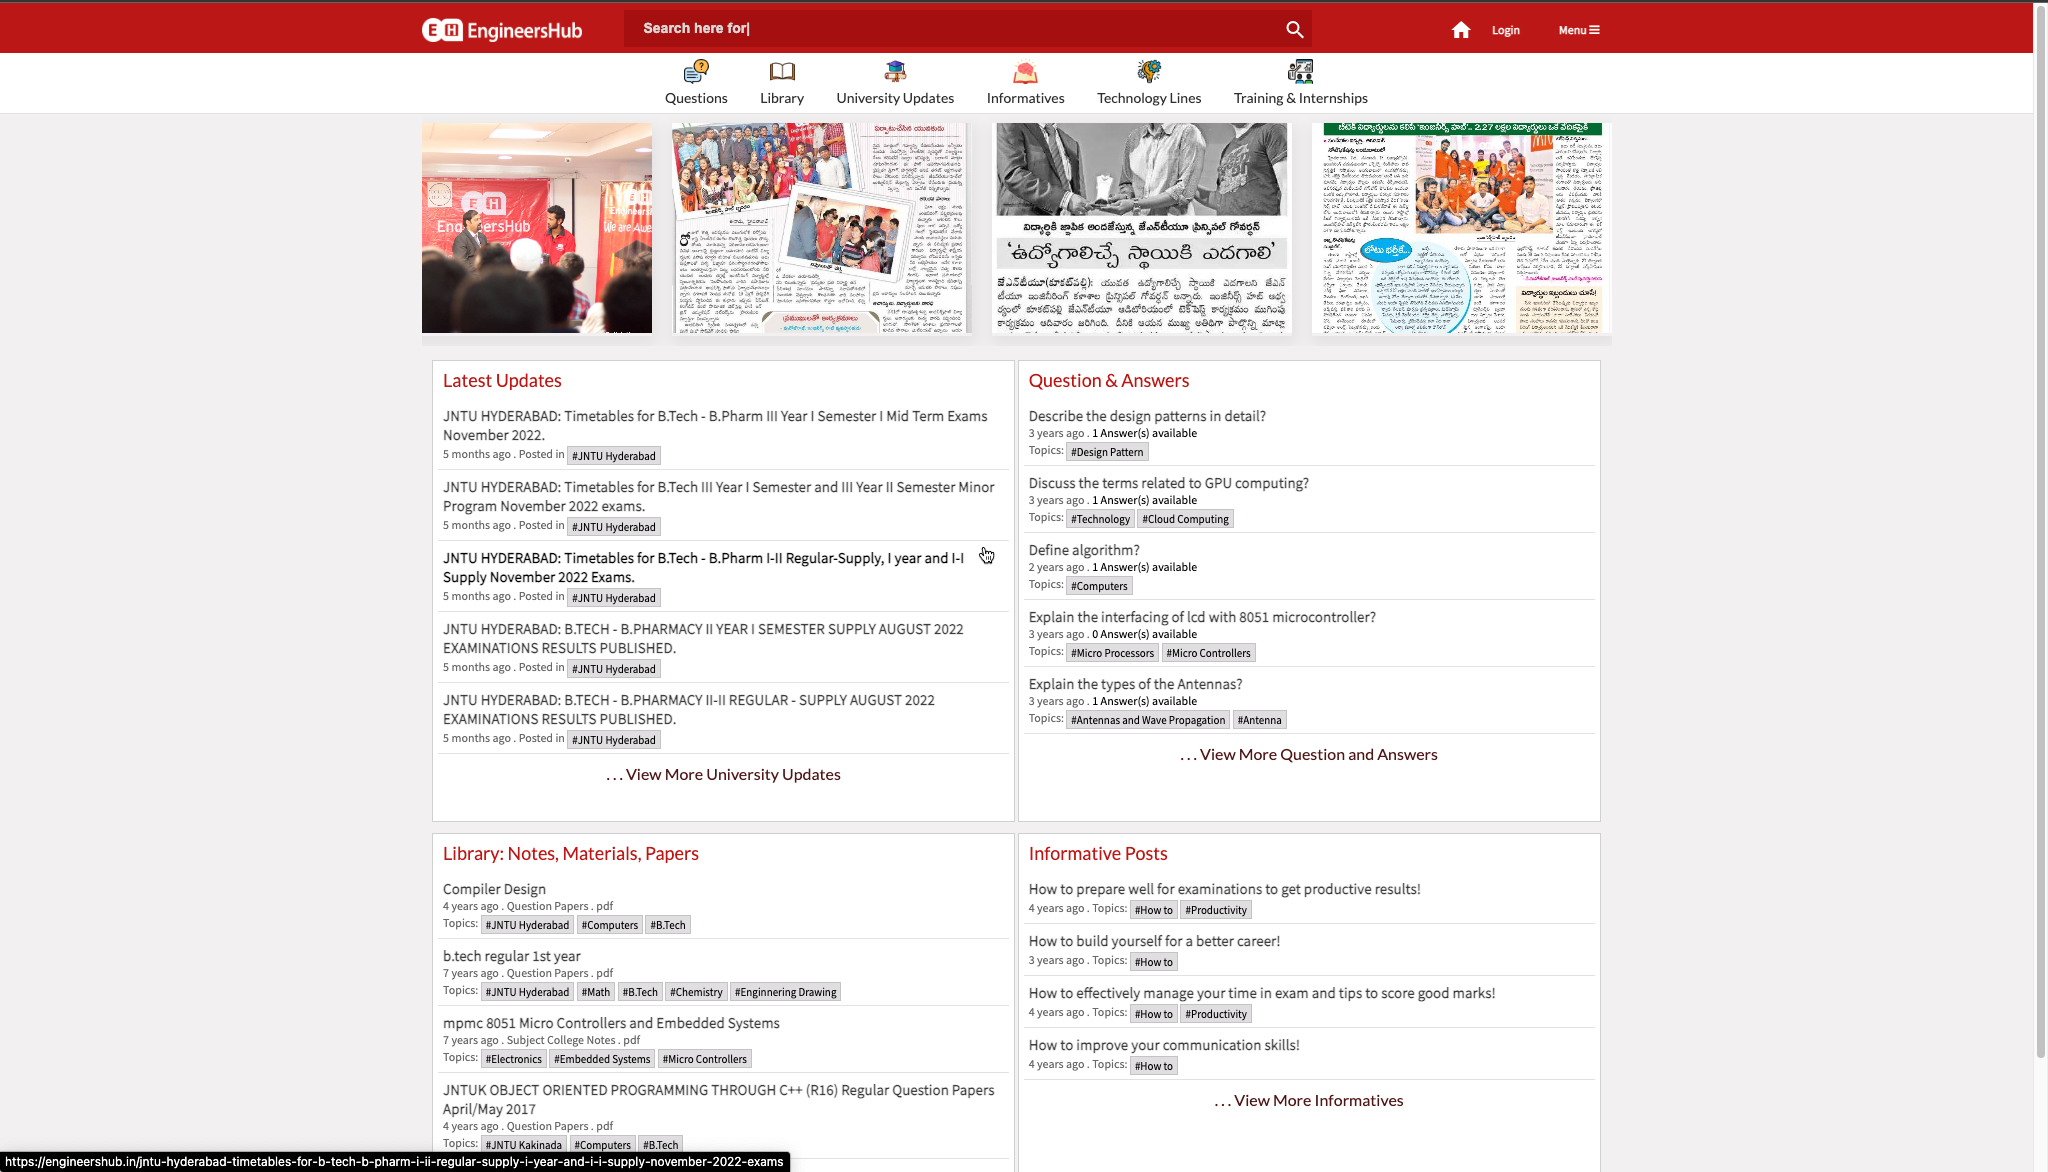 EH EngineersHub
Search here for
Login
Menu
Questions
Library
University Updates
Informatives
Technology Lines
Training & Internships
విద్యార్థికి జ్ఞాపిక అందజేస్తున్న జేఎన్‌టీయూ ప్రిన్సిపల్ గోవర్ధన్
‘ఉద్యోగాలిచ్చే స్థాయికి ఎదగాలి’
Latest Updates
JNTU HYDERABAD: Timetables for B.Tech - B.Pharm III Year I Semester I Mid Term Exams
November 2022.
5 months ago . Posted in #JNTU Hyderabad
JNTU HYDERABAD: Timetables for B.Tech III Year I Semester and III Year II Semester Minor
Program November 2022 exams.
5 months ago . Posted in #JNTU Hyderabad
JNTU HYDERABAD: Timetables for B.Tech - B.Pharm I-II Regular-Supply, I year and I-I
Supply November 2022 Exams.
5 months ago . Posted in #JNTU Hyderabad
JNTU HYDERABAD: B.TECH - B.PHARMACY II YEAR I SEMESTER SUPPLY AUGUST 2022
EXAMINATIONS RESULTS PUBLISHED.
5 months ago . Posted in #JNTU Hyderabad
JNTU HYDERABAD: B.TECH - B.PHARMACY II-II REGULAR - SUPPLY AUGUST 2022
EXAMINATIONS RESULTS PUBLISHED.
5 months ago . Posted in #JNTU Hyderabad
. . . View More University Updates
Question & Answers
Describe the design patterns in detail?
3 years ago . 1 Answer(s) available
Topics: #Design Pattern
Discuss the terms related to GPU computing?
3 years ago . 1 Answer(s) available
Topics: #Technology #Cloud Computing
Define algorithm?
2 years ago . 1 Answer(s) available
Topics: #Computers
Explain the interfacing of lcd with 8051 microcontroller?
3 years ago . 0 Answer(s) available
Topics: #Micro Processors #Micro Controllers
Explain the types of the Antennas?
3 years ago . 1 Answer(s) available
Topics: #Antennas and Wave Propagation #Antenna
. . . View More Question and Answers
Library: Notes, Materials, Papers
Compiler Design
4 years ago . Question Papers . pdf
Topics: #JNTU Hyderabad #Computers #B.Tech
b.tech regular 1st year
7 years ago . Question Papers . pdf
Topics: #JNTU Hyderabad #Math #B.Tech #Chemistry #Enginnering Drawing
mpmc 8051 Micro Controllers and Embedded Systems
7 years ago . Subject College Notes . pdf
Topics: #Electronics #Embedded Systems #Micro Controllers
JNTUK OBJECT ORIENTED PROGRAMMING THROUGH C++ (R16) Regular Question Papers
April/May 2017
4 years ago . Question Papers . pdf
Topics: #JNTU Kakinada #Computers #B.Tech
Informative Posts
How to prepare well for examinations to get productive results!
4 years ago . Topics: #How to #Productivity
How to build yourself for a better career!
3 years ago . Topics: #How to
How to effectively manage your time in exam and tips to score good marks!
4 years ago . Topics: #How to #Productivity
How to improve your communication skills!
4 years ago . Topics: #How to
. . . View More Informatives
https://engineershub.in/jntu-hyderabad-timetables-for-b-tech-b-pharm-i-ii-regular-supply-i-year-and-i-i-supply-november-2022-exams